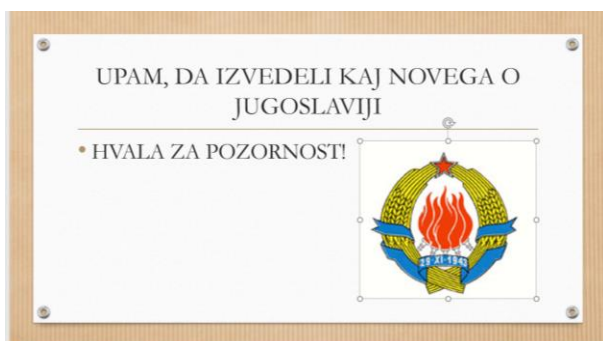 UPAM, DA IZVEDELI KAJ NOVEGA O
JUGOSLAVIJI
• HVALA ZA POZORNOST!
29·XI·1943